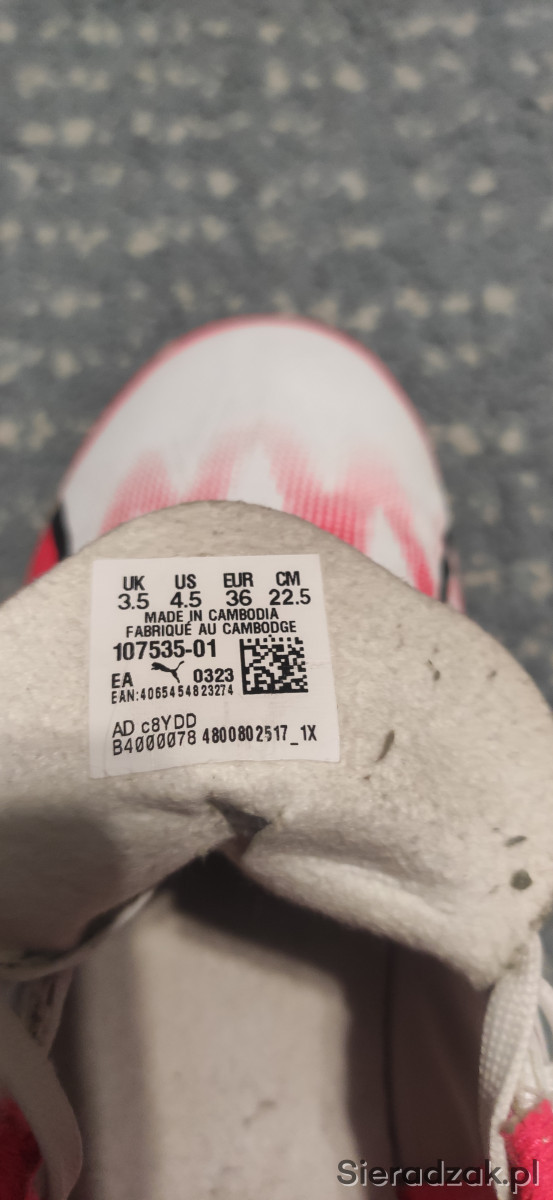 UK US EUR CM
3.5 4.5 36 22.5
MADE IN CAMBODIA
FABRIQUÉ AU CAMBODGE
107535-01
EA 0323
EAN:4065454823274
AD c8YDD
B4000078 4800802517_1X
Sieradzak.pl